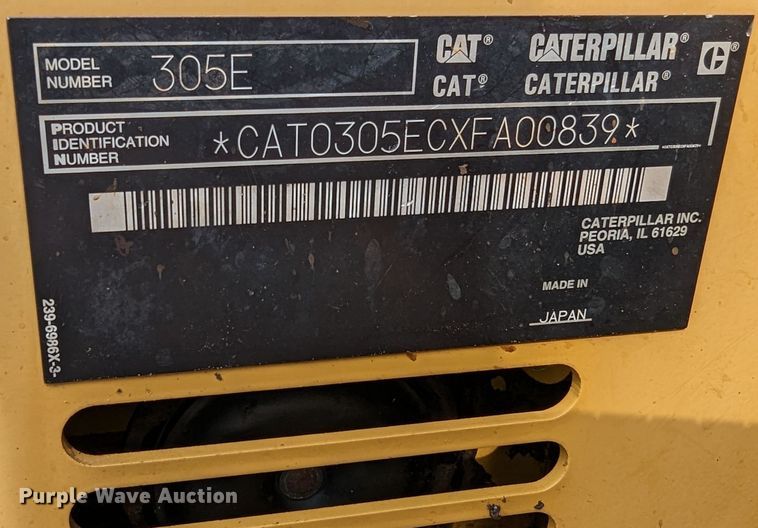 MODEL
NUMBER
305E
CAT® CATERPILLAR® C®
CAT® CATERPILLAR®
PRODUCT
IDENTIFICATION
NUMBER
*CAT0305ECXFA00839*
CATERPILLAR INC.
PEORIA, IL 61629
USA
MADE IN
JAPAN
239-6986X-3-
Purple Wave Auction